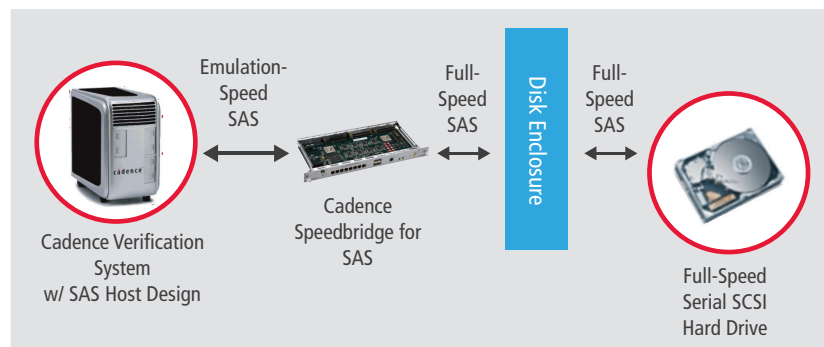 Emulation-
Speed
SAS
Full-
Speed
SAS
Disk Enclosure
Full-
Speed
SAS
cādence
Cadence
Speedbridge for
SAS
Cadence Verification
System
w/ SAS Host Design
Full-Speed
Serial SCSI
Hard Drive